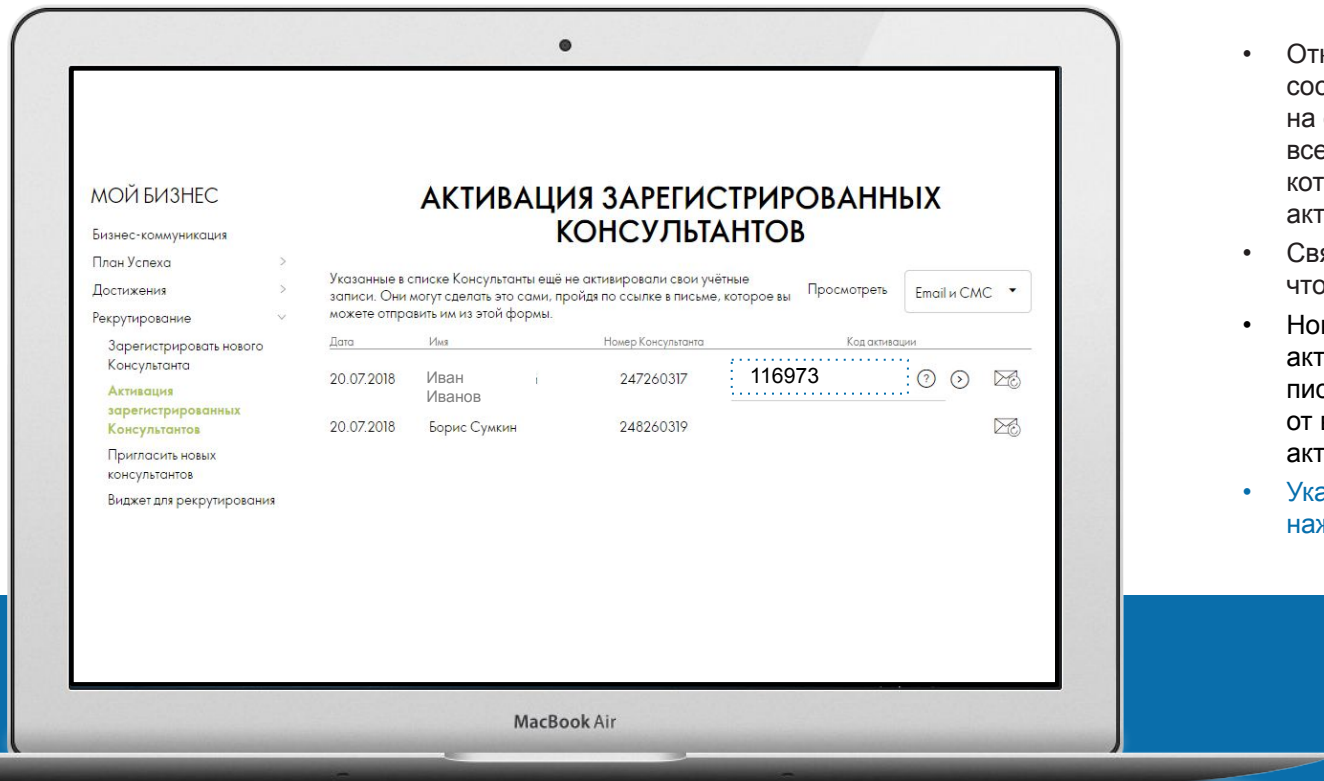 МОЙ БИЗНЕС
Бизнес-коммуникация
План Успеха
Достижения
Рекрутирование
Зарегистрировать нового
Консультанта
Активация
зарегистрированных
Консультантов
Пригласить новых
консультантов
Виджет для рекрутирования
АКТИВАЦИЯ ЗАРЕГИСТРИРОВАННЫХ
КОНСУЛЬТАНТОВ
Указанные в списке Консультанты ещё не активировали свои учётные
записи. Они могут сделать это сами, пройдя по ссылке в письме, которое вы
можете отправить им из этой формы.
Просмотреть Email и СМС
Дата Имя Номер Консультанта Код активации
20.07.2018 Иван 247260317 116973 ?
Иванов
20.07.2018 Борис Сумкин 248260319
MacBook Air
на